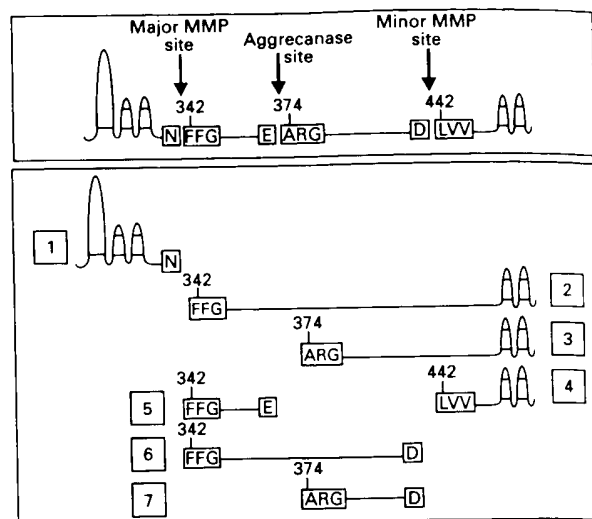 Major MMP
site
Aggrecanase
site
Minor MMP
site
342
374
442
N FFG E ARG D LVV
1
N
342
FFG
2
374
ARG
3
342
442
5 FFG E LVV 4
342
6 FFG D
374
7 ARG D